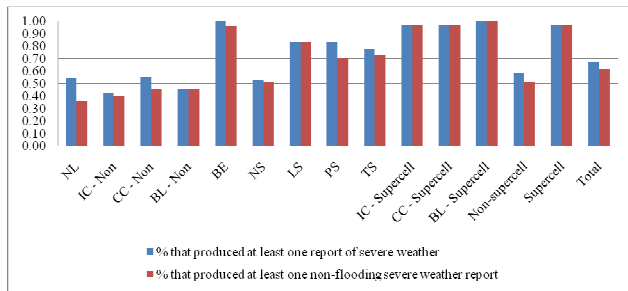 1.00
0.90
0.80
0.70
0.60
0.50
0.40
0.30
0.20
0.10
0.00
NL
IC - Non
CC - Non
BL - Non
BE
NS
LS
PS
TS
IC - Supercell
CC - Supercell
BL - Supercell
Non-supercell
Supercell
Total
% that produced at least one report of severe weather
% that produced at least one non-flooding severe weather report